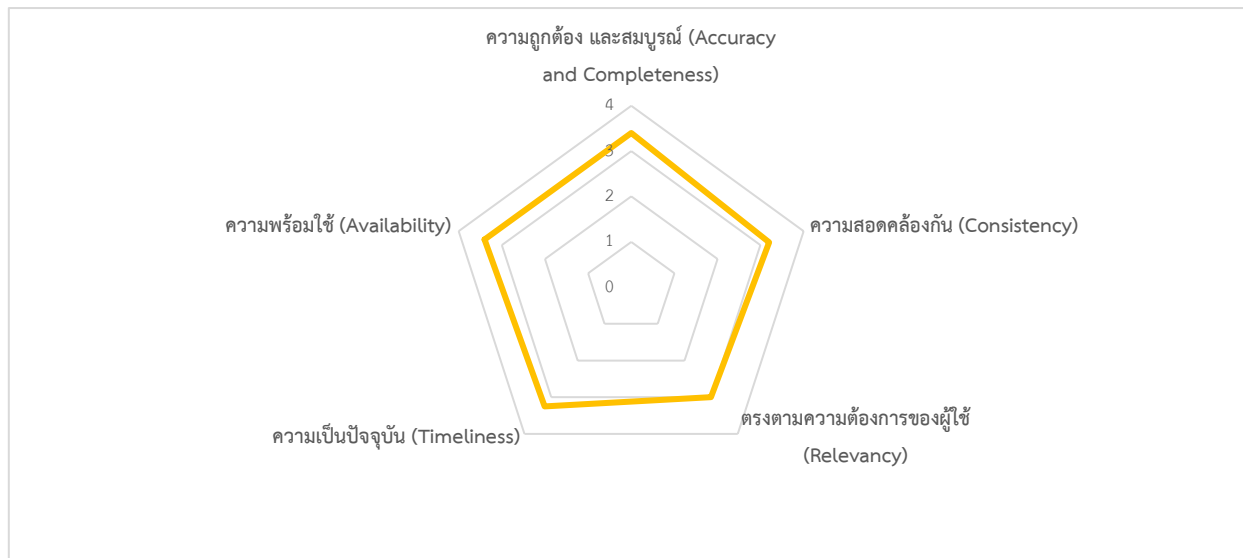 ความถูกต้อง และสมบูรณ์ (Accuracy
and Completeness)
4
3
2
1
0
ความพร้อมใช้ (Availability)
ความสอดคล้องกัน (Consistency)
ความเป็นปัจจุบัน (Timeliness)
ตรงตามความต้องการของผู้ใช้
(Relevancy)